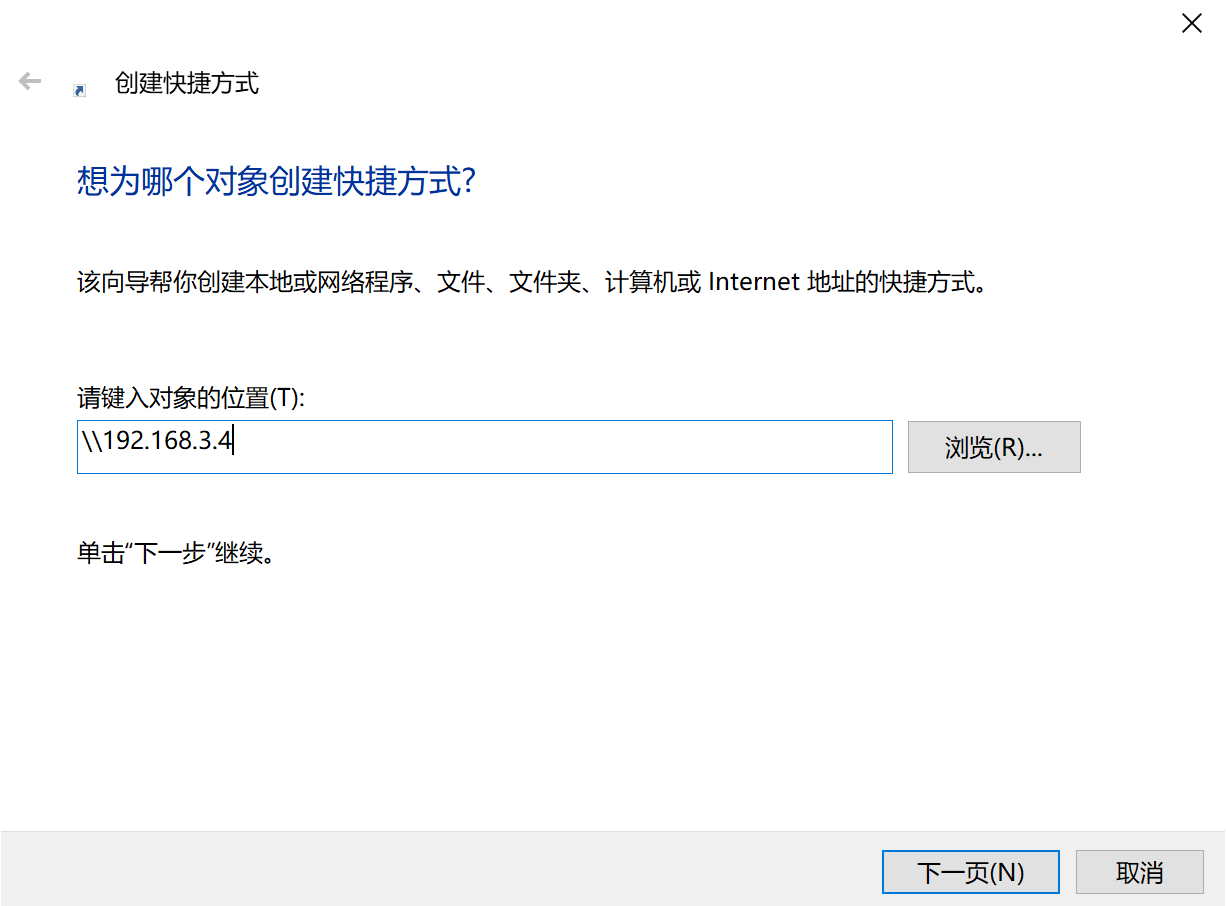 创建快捷方式
想为哪个对象创建快捷方式?
该向导帮你创建本地或网络程序、文件、文件夹、计算机或 Internet 地址的快捷方式。
请键入对象的位置(T):
\\192.168.3.4
浏览(R)...
单击“下一步”继续。
下一页(N)
取消